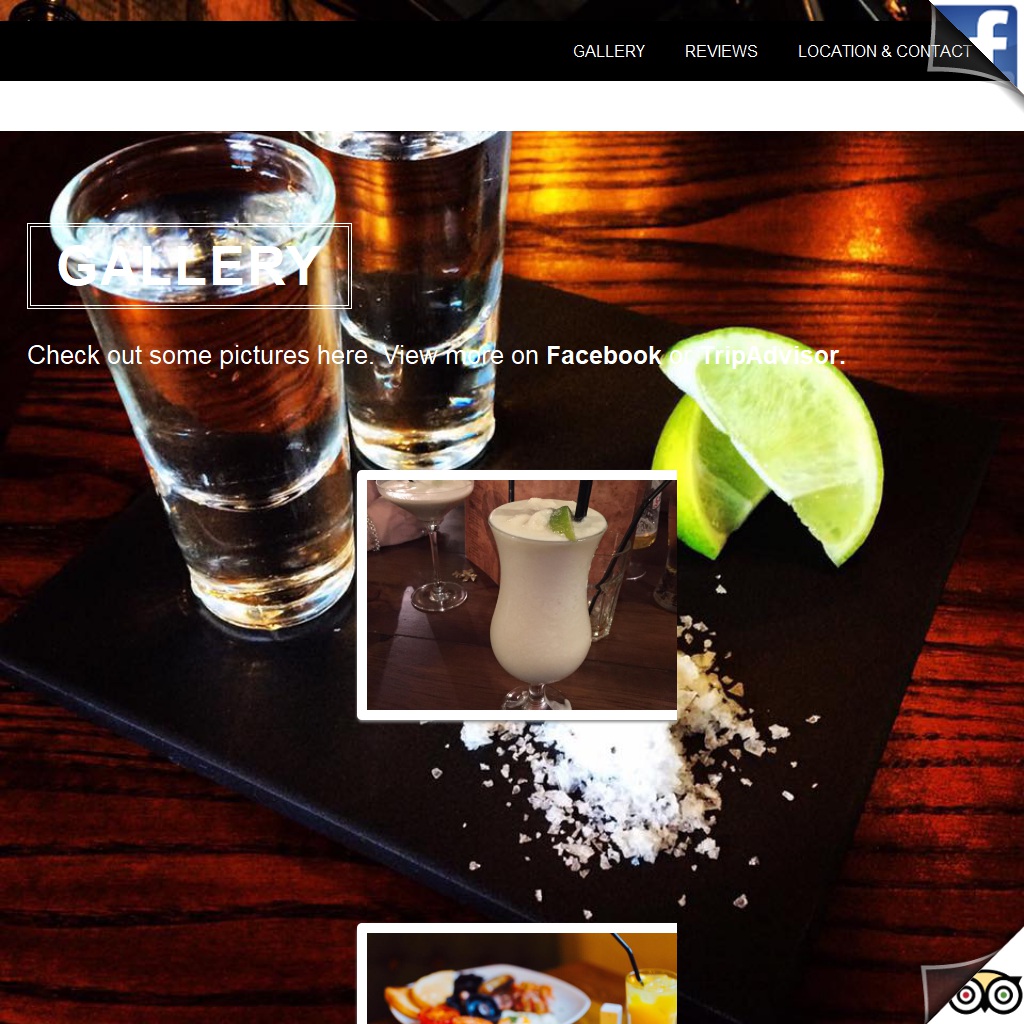 GALLERY REVIEWS LOCATION & CONTACT
f
GALLERY
Check out some pictures here. View more on Facebook or TripAdvisor.